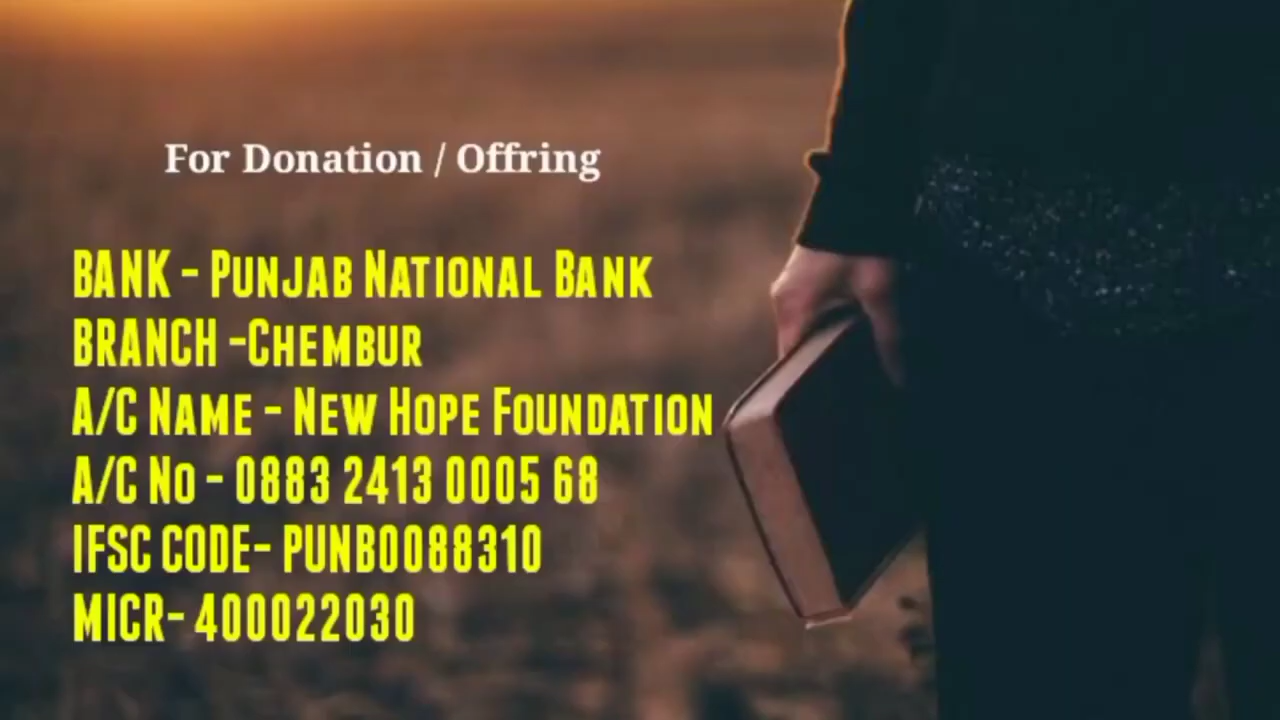 For Donation / Offring
BANK - Punjab National Bank
BRANCH -Chembur
A/C Name - New Hope Foundation
A/C No - 0883 2413 0005 68
IFSC CODE- PUNB0088310
MICR- 400022030